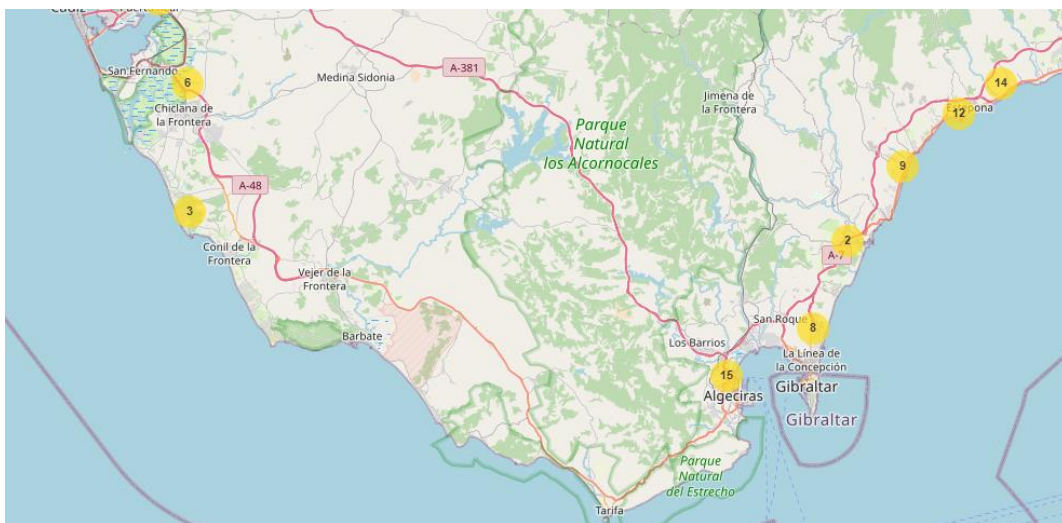 San Fernando
6
Medina Sidonia
A-381
Jimena de
la Frontera
14
12
Chiclana de
la Frontera
Parque
Natural
los Alcornocales
9
A-48
3
2
A-7
Conil de la
Frontera
Vejer de la
Frontera
San Roque
8
Barbate
Los Barrios
La Línea de
la Concepción
15
Algeciras
Gibraltar
Gibraltar
Parque
Natural
del Estrecho
Tarifa